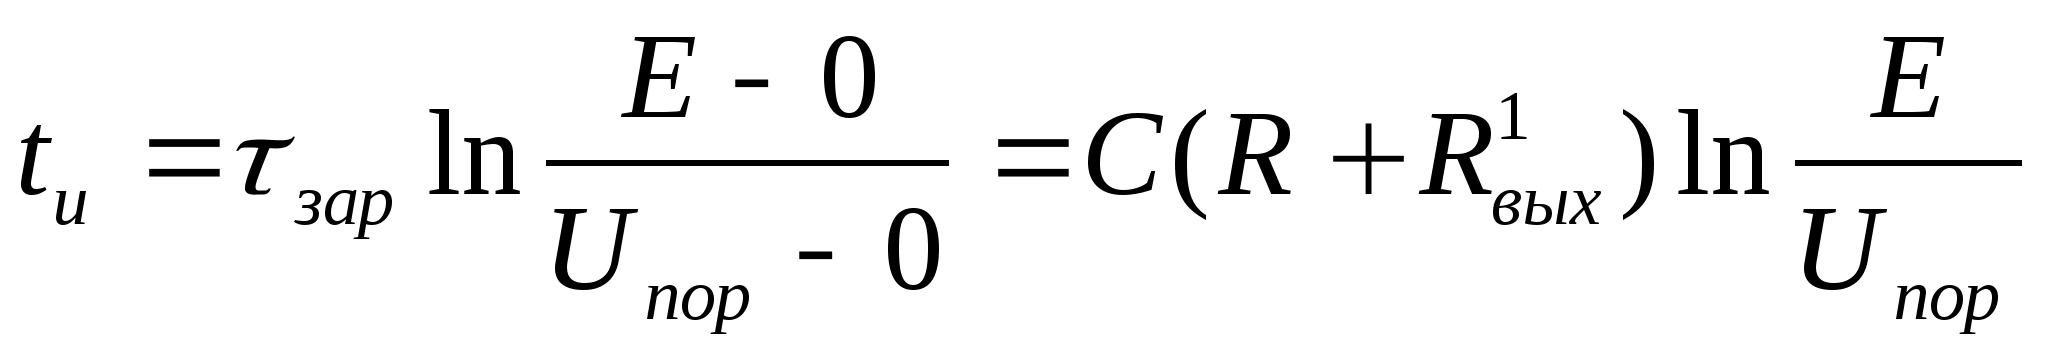 t_и = τ_зар ln (E - 0)/(U_пор - 0) = C(R + R^1_вых) ln E/U_пор